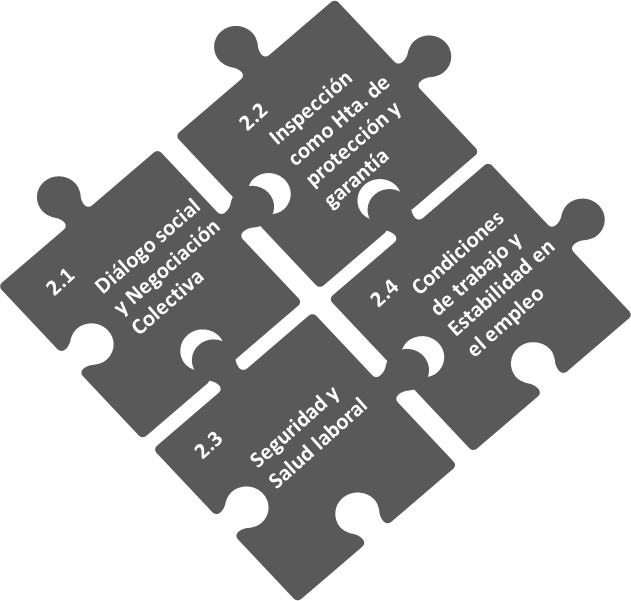 2.1
Diálogo social
y Negociación
Colectiva
2.2
Inspección
como Hta. de
protección y
garantía
2.3
Seguridad y
Salud laboral
2.4
Condiciones
de trabajo y
Estabilidad en
el empleo